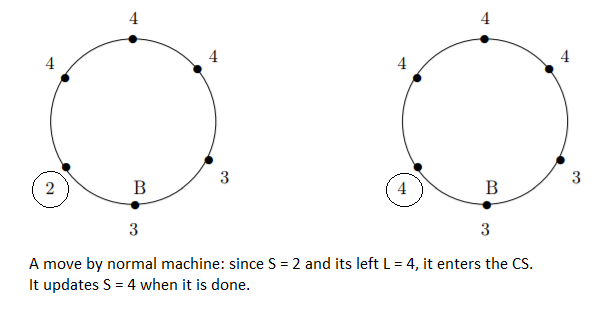 4 4
4 4 4 4
2 B 3 4 B 3
3 3
A move by normal machine: since S = 2 and its left L = 4, it enters the CS.
It updates S = 4 when it is done.